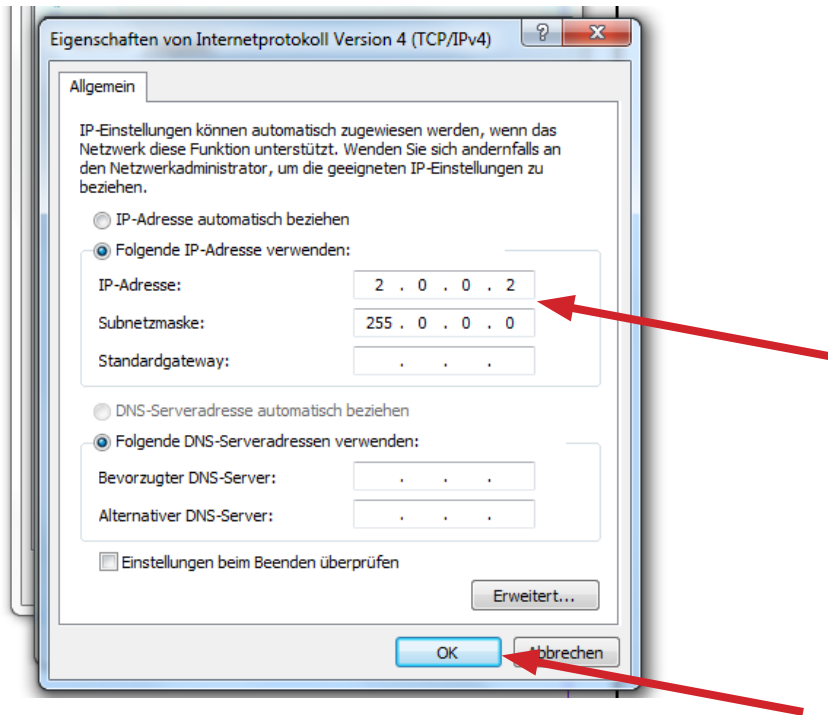 Eigenschaften von Internetprotokoll Version 4 (TCP/IPv4)
?
X
Allgemein
IP-Einstellungen können automatisch zugewiesen werden, wenn das
Netzwerk diese Funktion unterstützt. Wenden Sie sich andernfalls an
den Netzwerkadministrator, um die geeigneten IP-Einstellungen zu
beziehen.
IP-Adresse automatisch beziehen
Folgende IP-Adresse verwenden:
IP-Adresse: 2 . 0 . 0 . 2
Subnetzmaske: 255 . 0 . 0 . 0
Standardgateway: . . .
DNS-Serveradresse automatisch beziehen
Folgende DNS-Serveradressen verwenden:
Bevorzugter DNS-Server: . . .
Alternativer DNS-Server: . . .
Einstellungen beim Beenden überprüfen
Erweitert...
OK Abbrechen